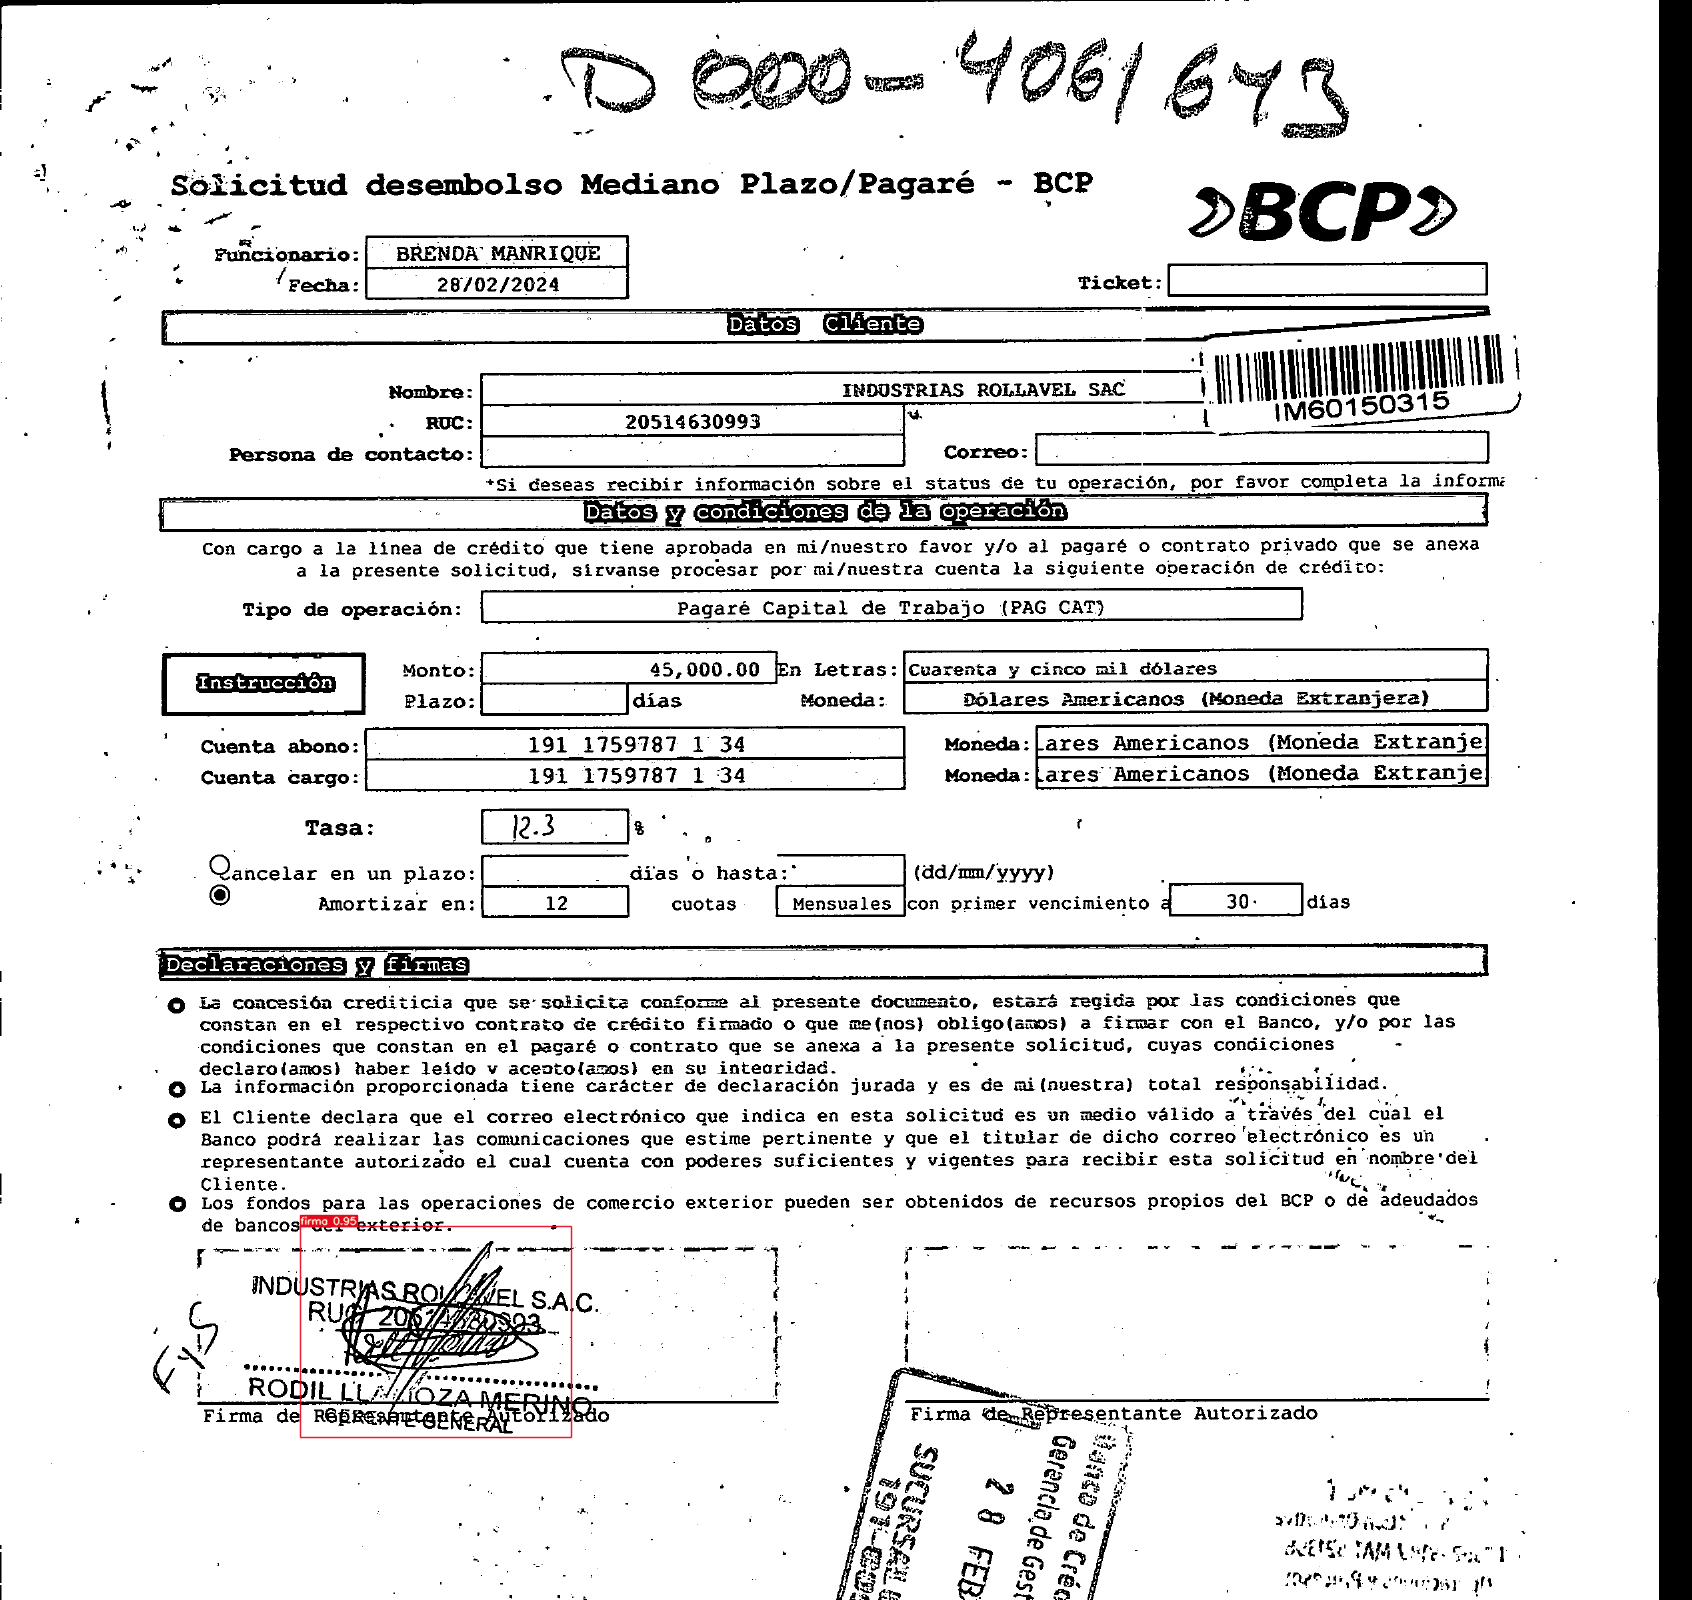 D000-4061643
Solicitud desembolso Mediano Plazo/Pagaré - BCP
BCP
Funcionario: BRENDA MANRIQUE
Fecha: 28/02/2024
Ticket:
Datos Cliente
Nombre: INDUSTRIAS ROLLAVEL SAC
IM60150315
RUC: 20514630993
Persona de contacto:
Correo:
*Si deseas recibir información sobre el status de tu operación, por favor completa la informa
Datos y condiciones de la operación
Con cargo a la línea de crédito que tiene aprobada en mi/nuestro favor y/o al pagaré o contrato privado que se anexa
a la presente solicitud, sirvanse procesar por mi/nuestra cuenta la siguiente operación de crédito:
Tipo de operación: Pagaré Capital de Trabajo (PAG CAT)
Instrucción
Monto: 45,000.00 En Letras: Cuarenta y cinco mil dólares
Plazo: días Moneda: Dólares Americanos (Moneda Extranjera)
Cuenta abono: 191 1759787 1 34 Moneda: ares Americanos (Moneda Extranje
Cuenta cargo: 191 1759787 1 34 Moneda: ares Americanos (Moneda Extranje
Tasa: 12.3 %
ancelar en un plazo: días o hasta: (dd/mm/yyyy)
Amortizar en: 12 cuotas Mensuales con primer vencimiento a 30 días
Declaraciones y firmas
La concesión crediticia que se solicita conforme al presente documento, estará regida por las condiciones que
constan en el respectivo contrato de crédito firmado o que me(nos) obligo(amos) a firmar con el Banco, y/o por las
condiciones que constan en el pagaré o contrato que se anexa a la presente solicitud, cuyas condiciones
declaro(amos) haber leído y acepto(amos) en su integridad.
La información proporcionada tiene carácter de declaración jurada y es de mi(nuestra) total responsabilidad.
El Cliente declara que el correo electrónico que indica en esta solicitud es un medio válido a través del cual el
Banco podrá realizar las comunicaciones que estime pertinente y que el titular de dicho correo electrónico es un
representante autorizado el cual cuenta con poderes suficientes y vigentes para recibir esta solicitud en nombre del
Cliente.
Los fondos para las operaciones de comercio exterior pueden ser obtenidos de recursos propios del BCP o de adeudados
de bancos del exterior.
firma 0.95
INDUSTRIAS ROLLAVEL S.A.C.
RUC 20514630993
FyS
RODIL MERINO
GERENTE GENERAL
Firma de Representante Autorizado
Firma de Representante Autorizado
Banco de Créd
Gerencia de Gest
28 FEB
SUCURSAL
191-000